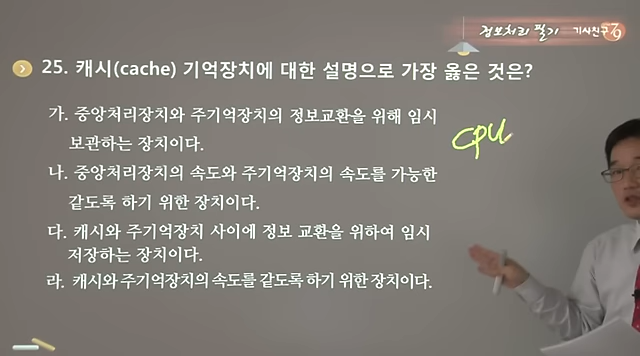 정보처리 필기 기사친구 79
25. 캐시(cache) 기억장치에 대한 설명으로 가장 옳은 것은?
가. 중앙처리장치와 주기억장치의 정보교환을 위해 임시
보관하는 장치이다.
CPU
나. 중앙처리장치의 속도와 주기억장치의 속도를 가능한
같도록 하기 위한 장치이다.
다. 캐시와 주기억장치 사이에 정보 교환을 위하여 임시
저장하는 장치이다.
라. 캐시와 주기억장치의 속도를 같도록 하기 위한 장치이다.